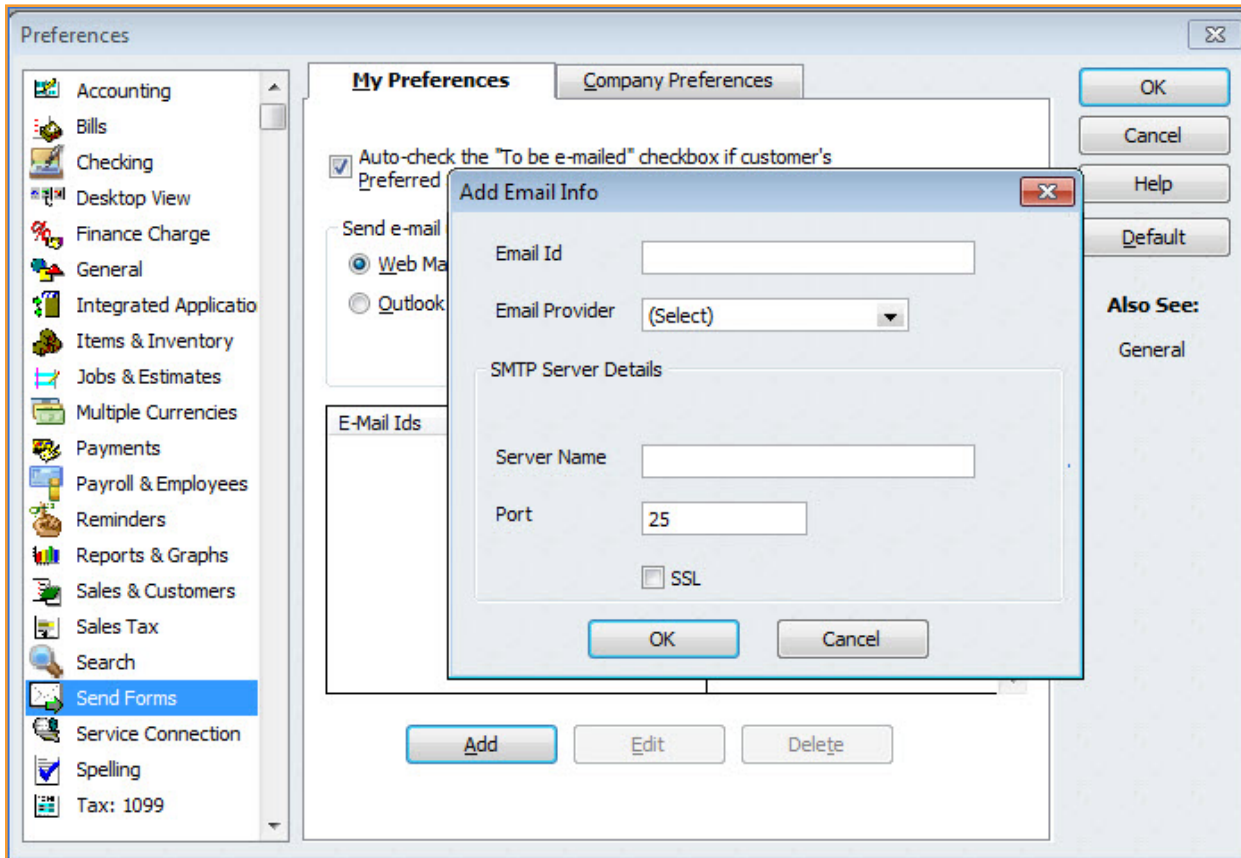 Preferences
Accounting
Bills
Checking
Desktop View
Finance Charge
General
Integrated Applicatio
Items & Inventory
Jobs & Estimates
Multiple Currencies
Payments
Payroll & Employees
Reminders
Reports & Graphs
Sales & Customers
Sales Tax
Search
Send Forms
Service Connection
Spelling
Tax: 1099
My Preferences
Company Preferences
Auto-check the "To be e-mailed" checkbox if customer's
Preferred
Send e-mail
Web Ma
Outlook
E-Mail Ids
Add
Edit
Delete
Add Email Info
Email Id
Email Provider
(Select)
SMTP Server Details
Server Name
Port
25
SSL
OK
Cancel
OK
Cancel
Help
Default
Also See:
General